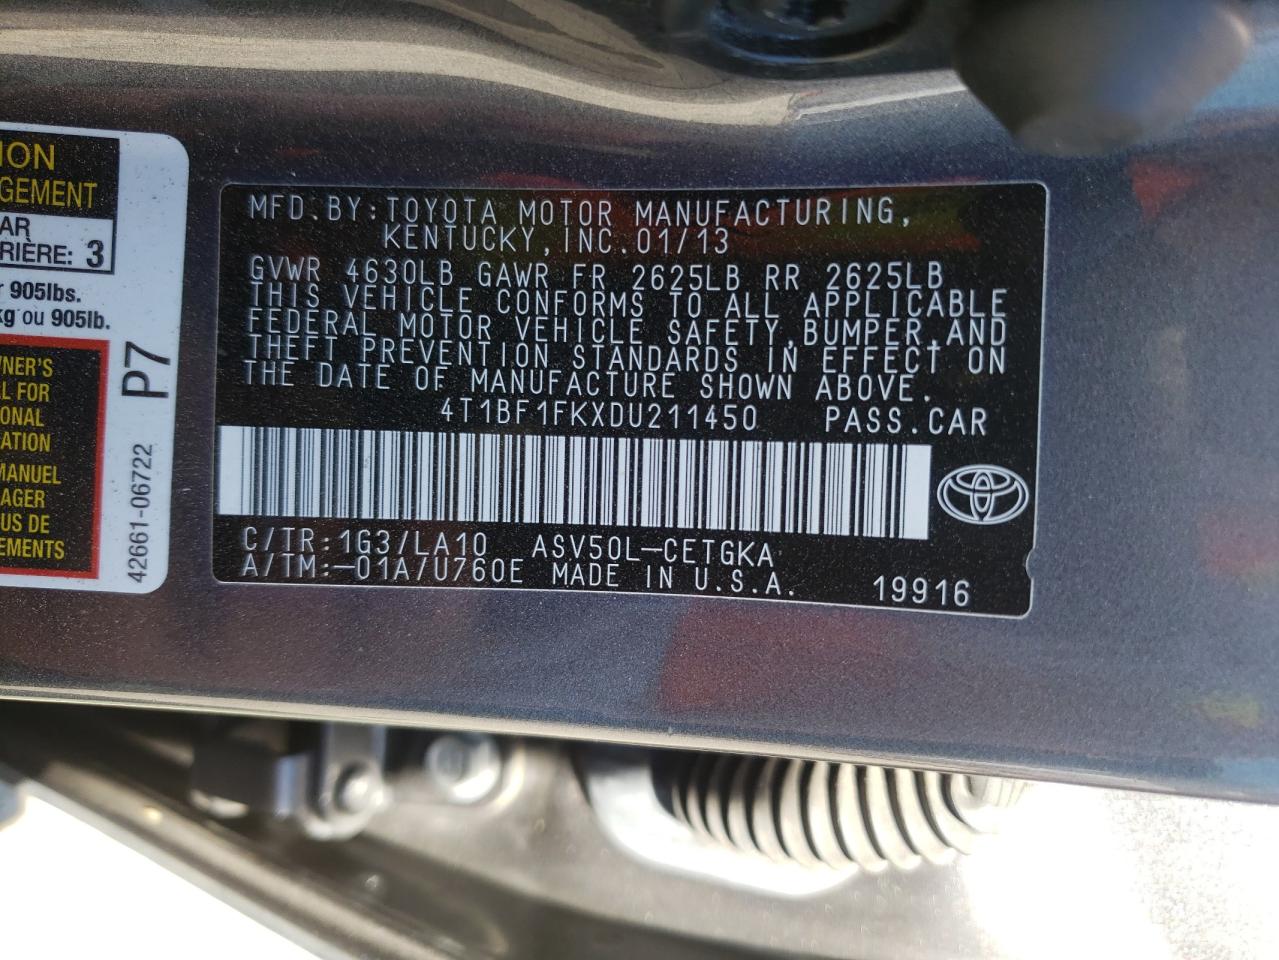 ION
GEMENT
AR
RIÈRE: 3
r 905lbs.
kg ou 905lb.
WNER'S
L FOR
IONAL
ATION
MANUEL
AGER
US DE
EMENTS
P7
42661-06722
MFD.BY:TOYOTA MOTOR MANUFACTURING,
KENTUCKY,INC.01/13
GVWR 4630LB GAWR FR 2625LB RR 2625LB
THIS VEHICLE CONFORMS TO ALL APPLICABLE
FEDERAL MOTOR VEHICLE SAFETY,BUMPER,AND
THEFT PREVENTION STANDARDS IN EFFECT ON
THE DATE OF MANUFACTURE SHOWN ABOVE.
4T1BF1FKXDU211450 PASS.CAR
C/TR:1G3/LA10 ASV50L-CETGKA
A/TM:-01A/U760E MADE IN U.S.A. 19916